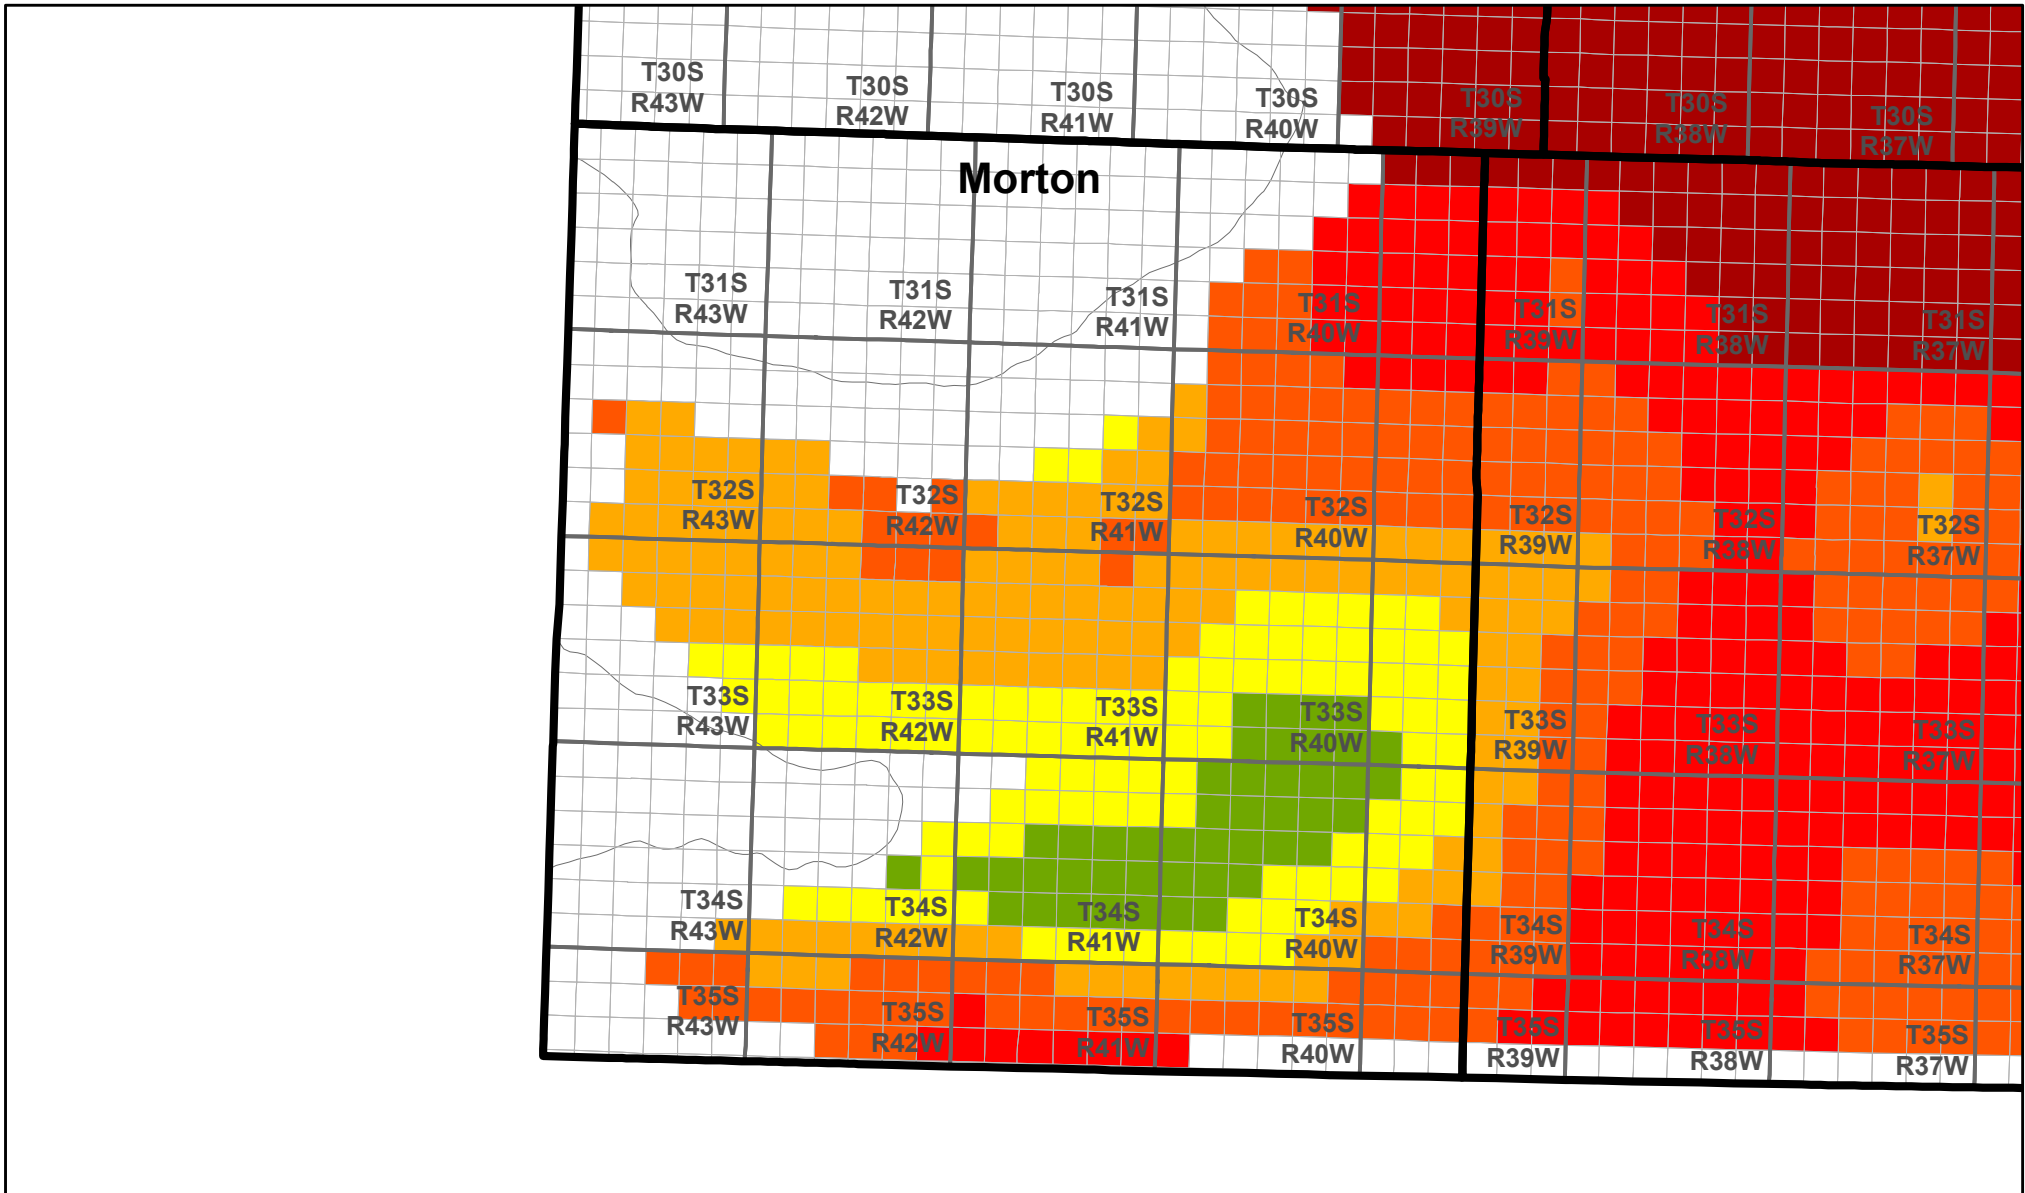 T30S
R43W
T30S
R42W
T30S
R41W
T30S
R40W
T30S
R39W
T30S
R38W
T30S
R37W
Morton
T31S
R43W
T31S
R42W
T31S
R41W
T31S
R40W
T31S
R39W
T31S
R38W
T31S
R37W
T32S
R43W
T32S
R42W
T32S
R41W
T32S
R40W
T32S
R39W
T32S
R38W
T32S
R37W
T33S
R43W
T33S
R42W
T33S
R41W
T33S
R40W
T33S
R39W
T33S
R38W
T33S
R37W
T34S
R43W
T34S
R42W
T34S
R41W
T34S
R40W
T34S
R39W
T34S
R38W
T34S
R37W
T35S
R43W
T35S
R42W
T35S
R41W
T35S
R40W
T35S
R39W
T35S
R38W
T35S
R37W